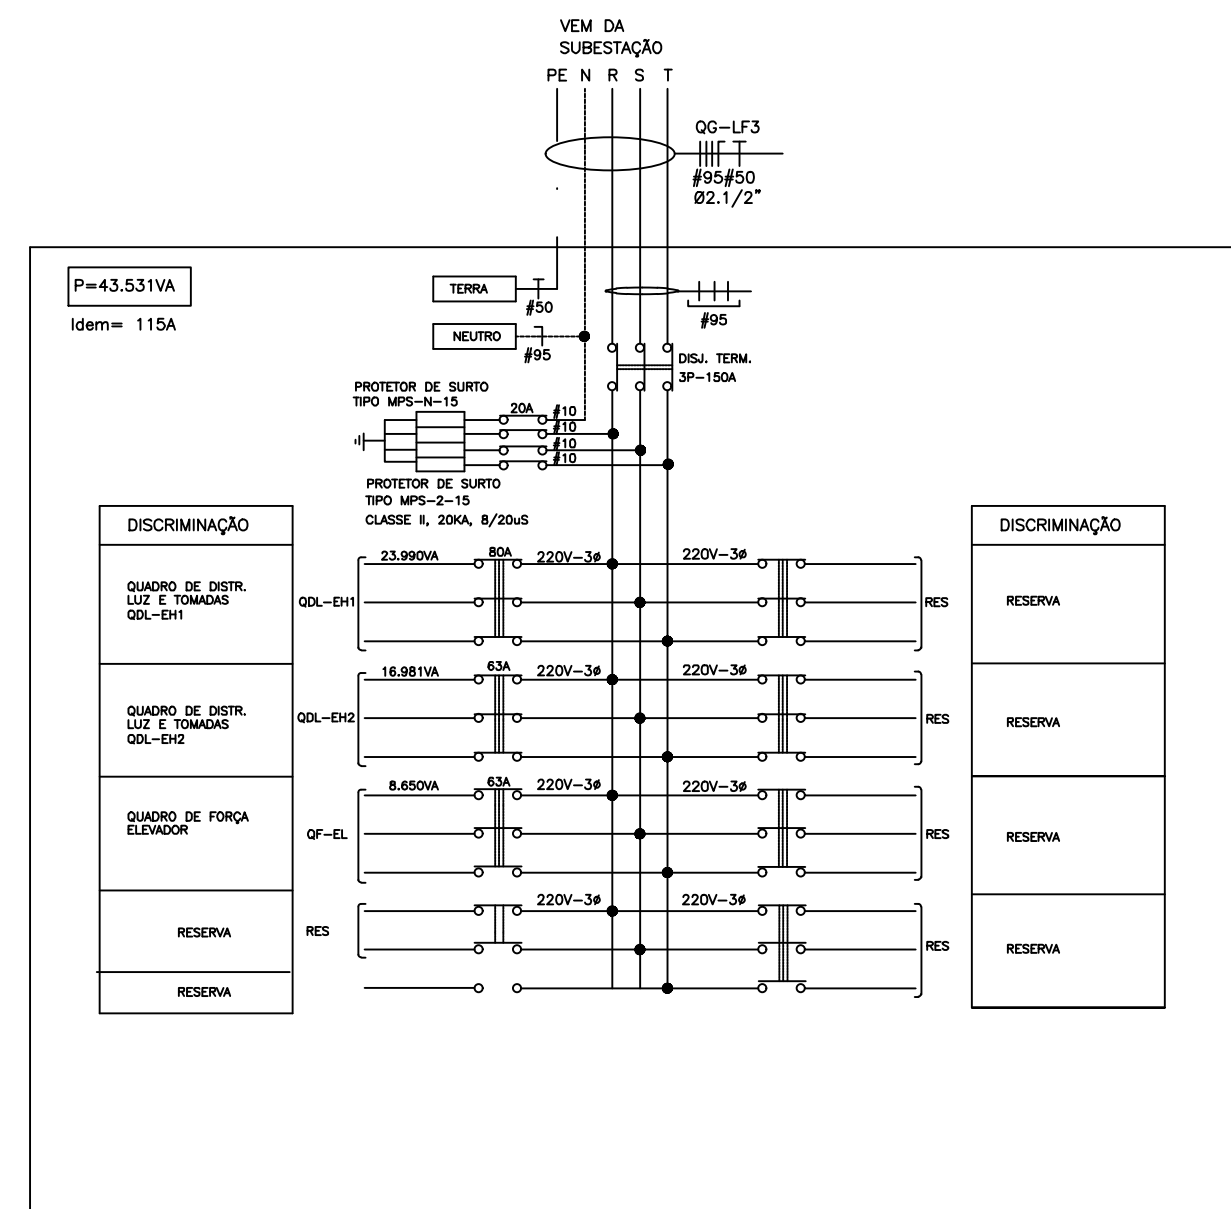 VEM DA
SUBESTAÇÃO
PE N R S T
QG-LF3
#95#50
Ø2.1/2"
P=43.531VA
Idem= 115A
TERRA
#50
NEUTRO
#95
#95
DISJ. TERM.
3P-150A
PROTETOR DE SURTO
TIPO MPS-N-15
20A
#10
#10
#10
#10
PROTETOR DE SURTO
TIPO MPS-2-15
CLASSE II, 20KA, 8/20uS
DISCRIMINAÇÃO
DISCRIMINAÇÃO
23.990VA 80A 220V-3ø 220V-3ø
QUADRO DE DISTR.
LUZ E TOMADAS
QDL-EH1
QDL-EH1
RES
RESERVA
16.981VA 63A 220V-3ø 220V-3ø
QUADRO DE DISTR.
LUZ E TOMADAS
QDL-EH2
QDL-EH2
RES
RESERVA
8.650VA 63A 220V-3ø 220V-3ø
QUADRO DE FORÇA
ELEVADOR
QF-EL
RES
RESERVA
220V-3ø 220V-3ø
RESERVA
RES
RES
RESERVA
RESERVA